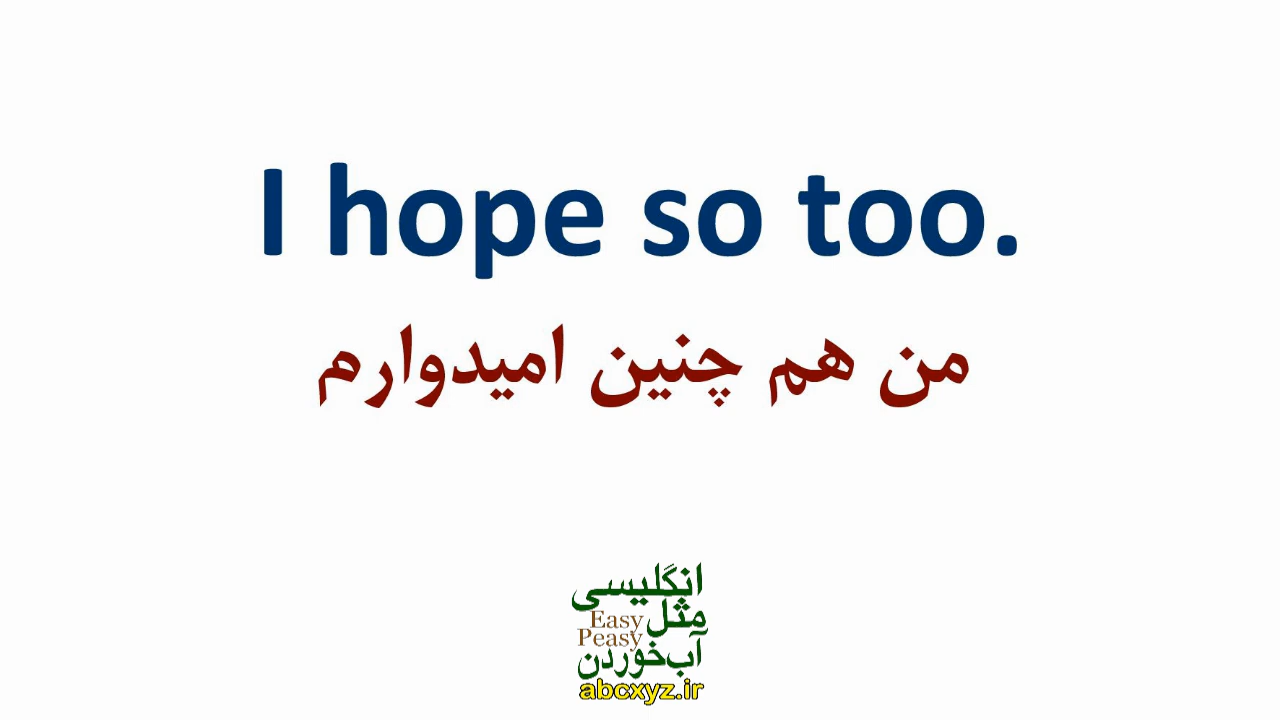 I hope so too.
من هم چنین امیدوارم
انگلیسی
مثل
Easy
Peasy
آب‌خوردن
abcxyz.ir